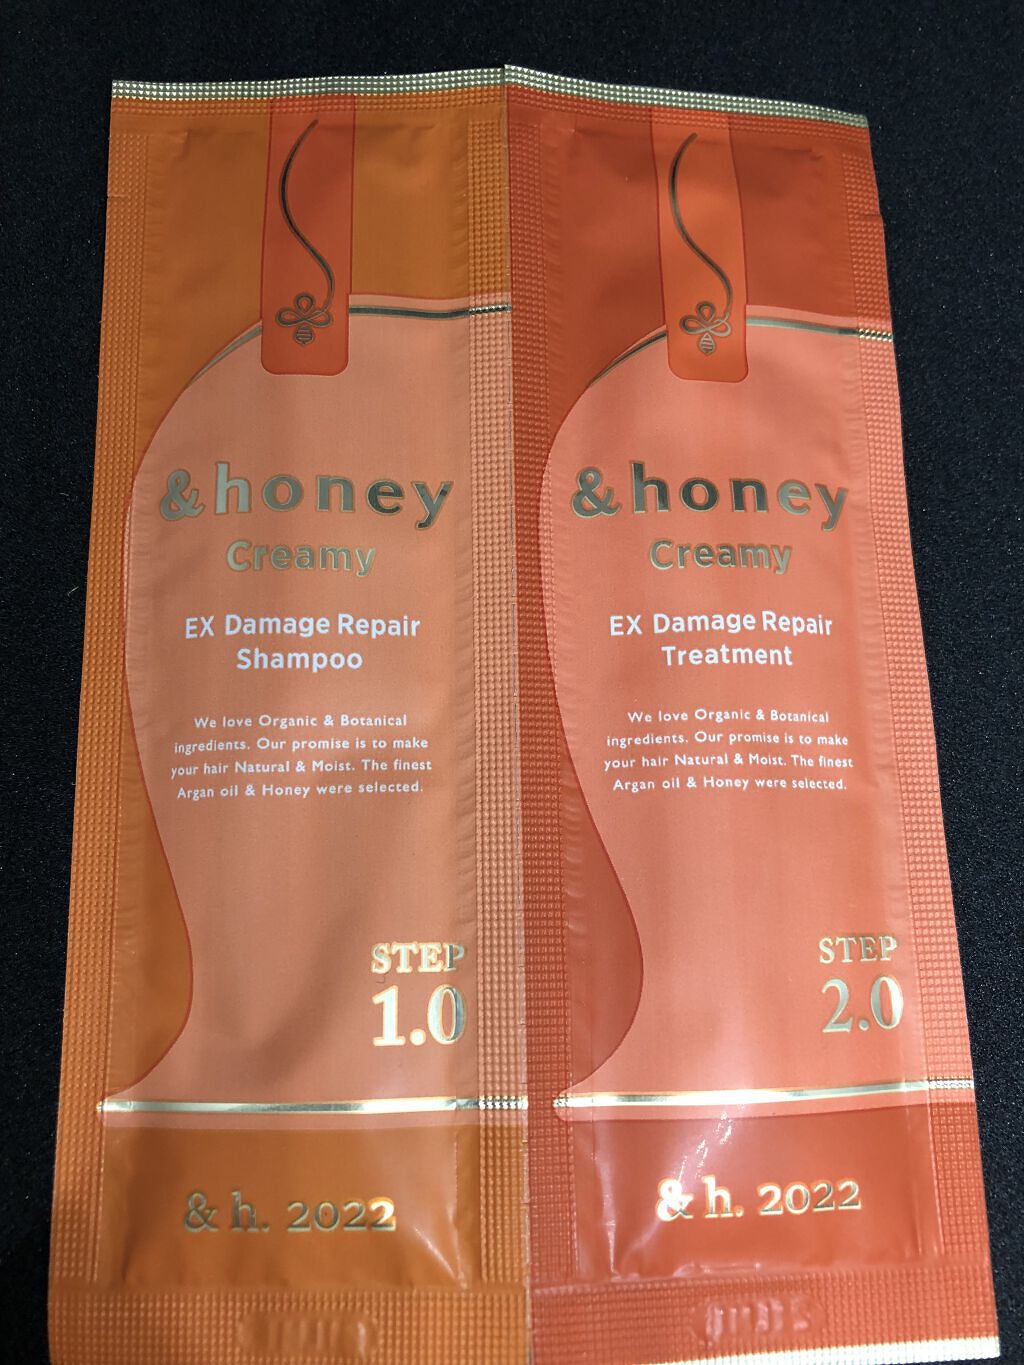 &honey
Creamy
EX Damage Repair
Shampoo
We love Organic & Botanical
ingredients. Our promise is to make
your hair Natural & Moist. The finest
Argan oil & Honey were selected.
STEP
1.0
& h. 2022
&honey
Creamy
EX Damage Repair
Treatment
We love Organic & Botanical
ingredients. Our promise is to make
your hair Natural & Moist. The finest
Argan oil & Honey were selected.
STEP
2.0
& h. 2022